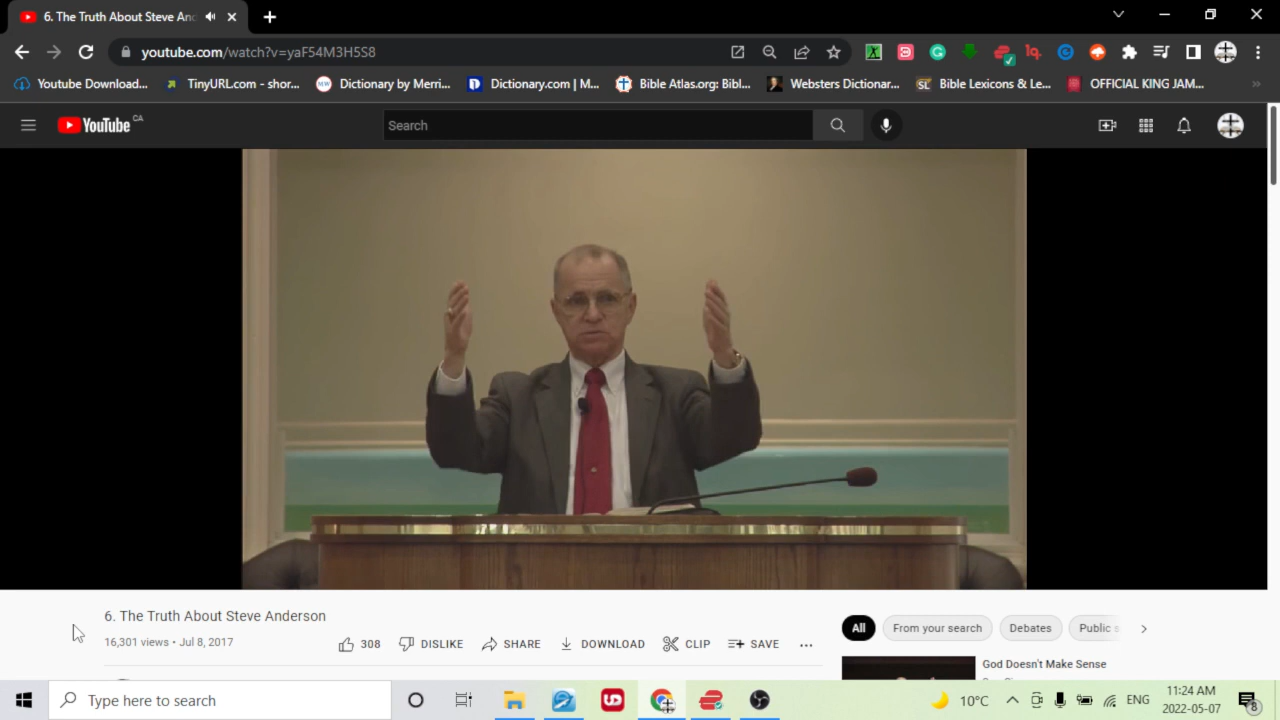 6. The Truth About Steve An
youtube.com/watch?v=yaF54M3H5S8
Youtube Download... TinyURL.com - shor... Dictionary by Merri... Dictionary.com | M... Bible Atlas.org: Bibl... Websters Dictionar... Bible Lexicons & Le... OFFICIAL KING JAM...
YouTube CA
Search
6. The Truth About Steve Anderson
16,301 views • Jul 8, 2017
308 DISLIKE SHARE DOWNLOAD CLIP SAVE
All From your search Debates Public
God Doesn't Make Sense
Type here to search
10°C ENG
11:24 AM
2022-05-07
8